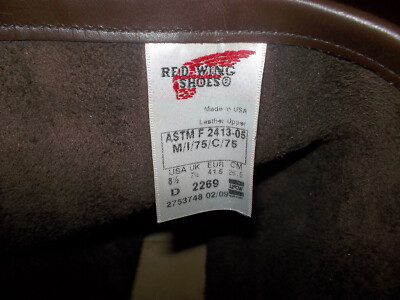 RED WING
SHOES®
Made in USA
Leather Upper
ASTM F 2413-05
M/I/75/C/75
USA UK EUR CM
8½ 7½ 41.5 26.5
D 2269
2753748 02/09